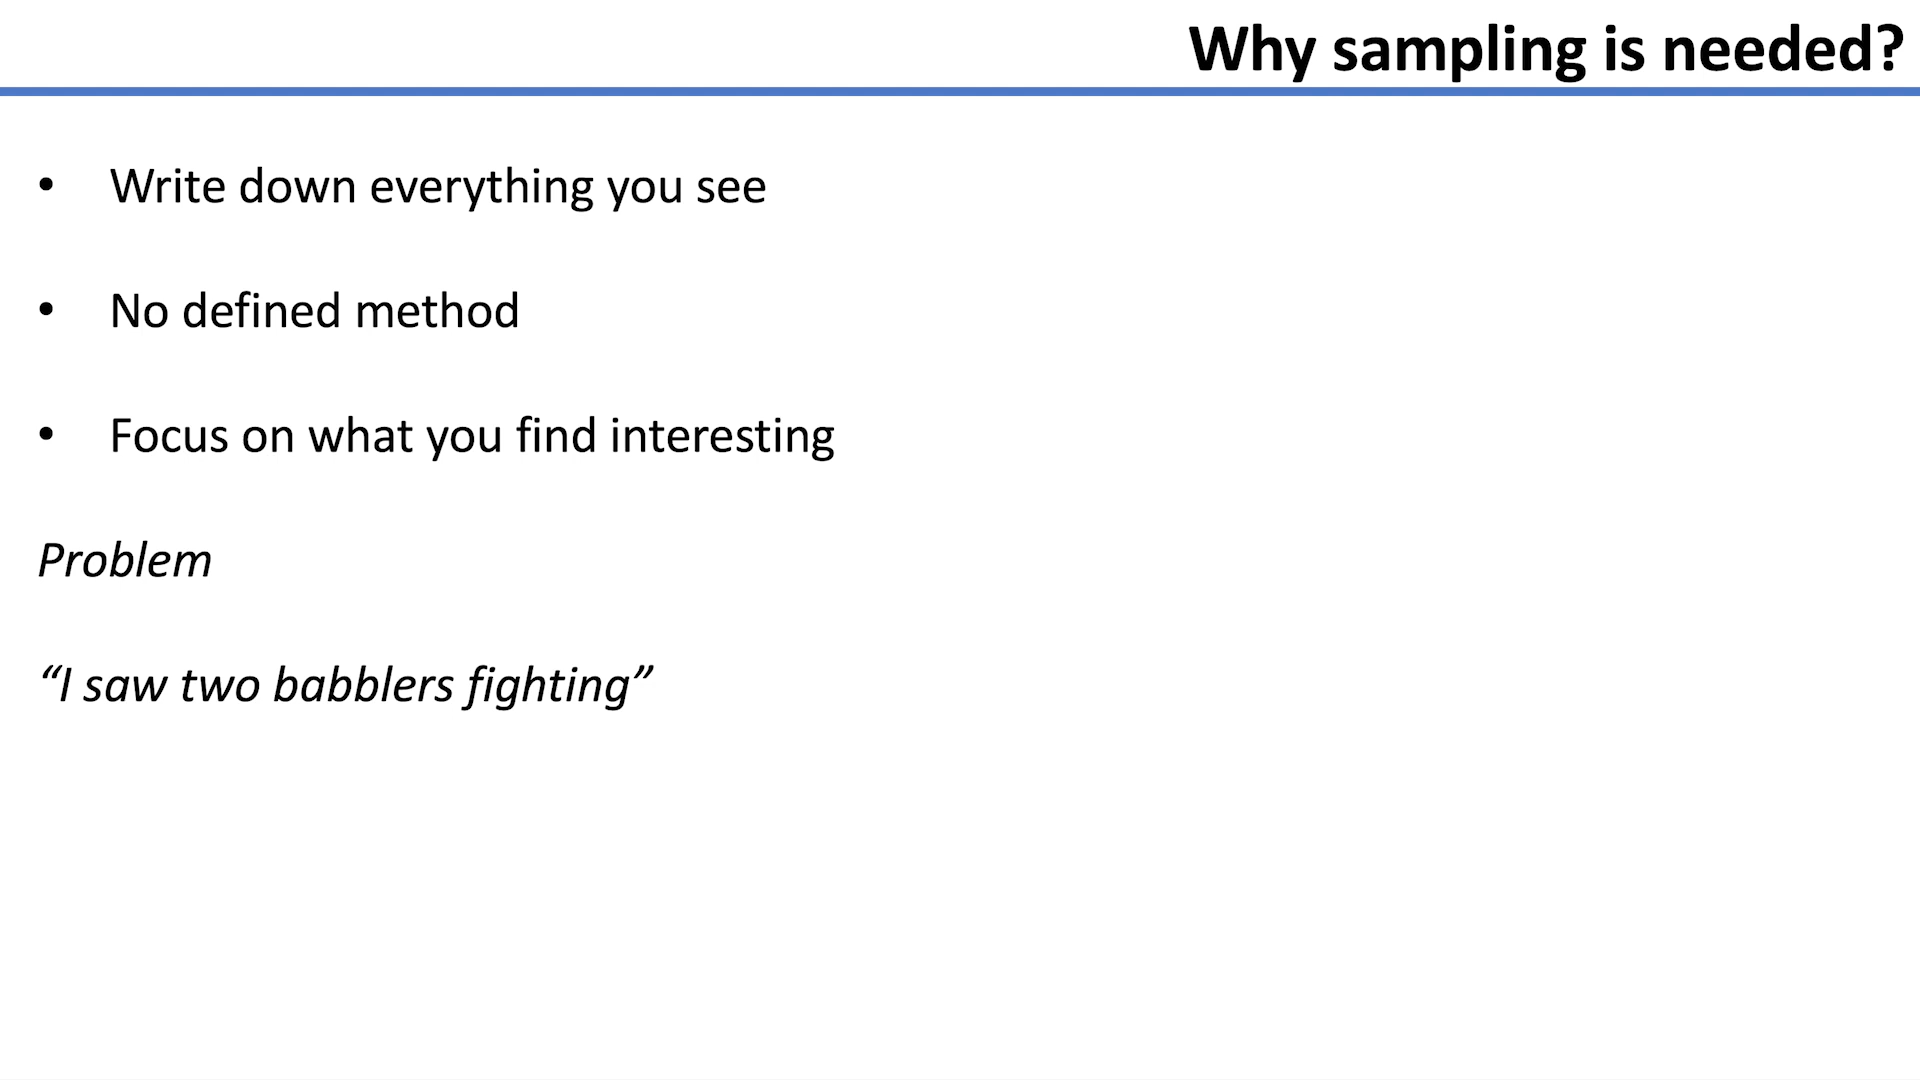 Why sampling is needed?
• Write down everything you see
• No defined method
• Focus on what you find interesting
Problem
“I saw two babblers fighting”